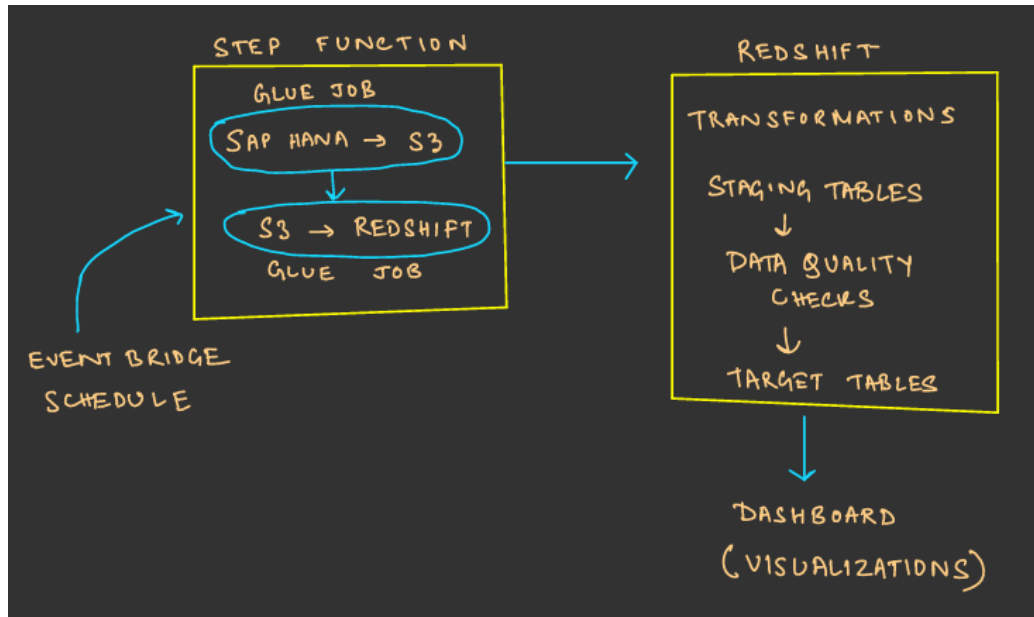 STEP FUNCTION
GLUE JOB
SAP HANA → S3
S3 → REDSHIFT
GLUE JOB
EVENT BRIDGE
SCHEDULE
REDSHIFT
TRANSFORMATIONS
STAGING TABLES
DATA QUALITY
CHECKS
TARGET TABLES
DASHBOARD
(VISUALIZATIONS)